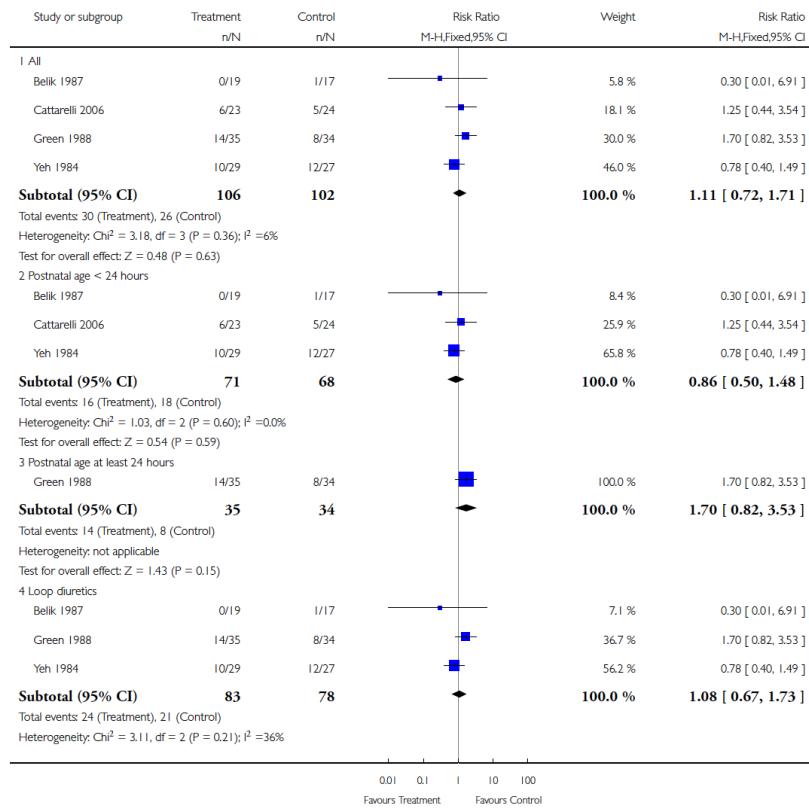 Study or subgroup Treatment Control Risk Ratio Weight Risk Ratio
n/N n/N M-H,Fixed,95% CI M-H,Fixed,95% CI
1 All
Belik 1987 0/19 1/17 5.8 % 0.30 [ 0.01, 6.91 ]
Cattarelli 2006 6/23 5/24 18.1 % 1.25 [ 0.44, 3.54 ]
Green 1988 14/35 8/34 30.0 % 1.70 [ 0.82, 3.53 ]
Yeh 1984 10/29 12/27 46.0 % 0.78 [ 0.40, 1.49 ]
Subtotal (95% CI) 106 102 100.0 % 1.11 [ 0.72, 1.71 ]
Total events: 30 (Treatment), 26 (Control)
Heterogeneity: Chi² = 3.18, df = 3 (P = 0.36); I² =6%
Test for overall effect: Z = 0.48 (P = 0.63)
2 Postnatal age < 24 hours
Belik 1987 0/19 1/17 8.4 % 0.30 [ 0.01, 6.91 ]
Cattarelli 2006 6/23 5/24 25.9 % 1.25 [ 0.44, 3.54 ]
Yeh 1984 10/29 12/27 65.8 % 0.78 [ 0.40, 1.49 ]
Subtotal (95% CI) 71 68 100.0 % 0.86 [ 0.50, 1.48 ]
Total events: 16 (Treatment), 18 (Control)
Heterogeneity: Chi² = 1.03, df = 2 (P = 0.60); I² =0.0%
Test for overall effect: Z = 0.54 (P = 0.59)
3 Postnatal age at least 24 hours
Green 1988 14/35 8/34 100.0 % 1.70 [ 0.82, 3.53 ]
Subtotal (95% CI) 35 34 100.0 % 1.70 [ 0.82, 3.53 ]
Total events: 14 (Treatment), 8 (Control)
Heterogeneity: not applicable
Test for overall effect: Z = 1.43 (P = 0.15)
4 Loop diuretics
Belik 1987 0/19 1/17 7.1 % 0.30 [ 0.01, 6.91 ]
Green 1988 14/35 8/34 36.7 % 1.70 [ 0.82, 3.53 ]
Yeh 1984 10/29 12/27 56.2 % 0.78 [ 0.40, 1.49 ]
Subtotal (95% CI) 83 78 100.0 % 1.08 [ 0.67, 1.73 ]
Total events: 24 (Treatment), 21 (Control)
Heterogeneity: Chi² = 3.11, df = 2 (P = 0.21); I² =36%
0.01 0.1 1 10 100
Favours Treatment Favours Control